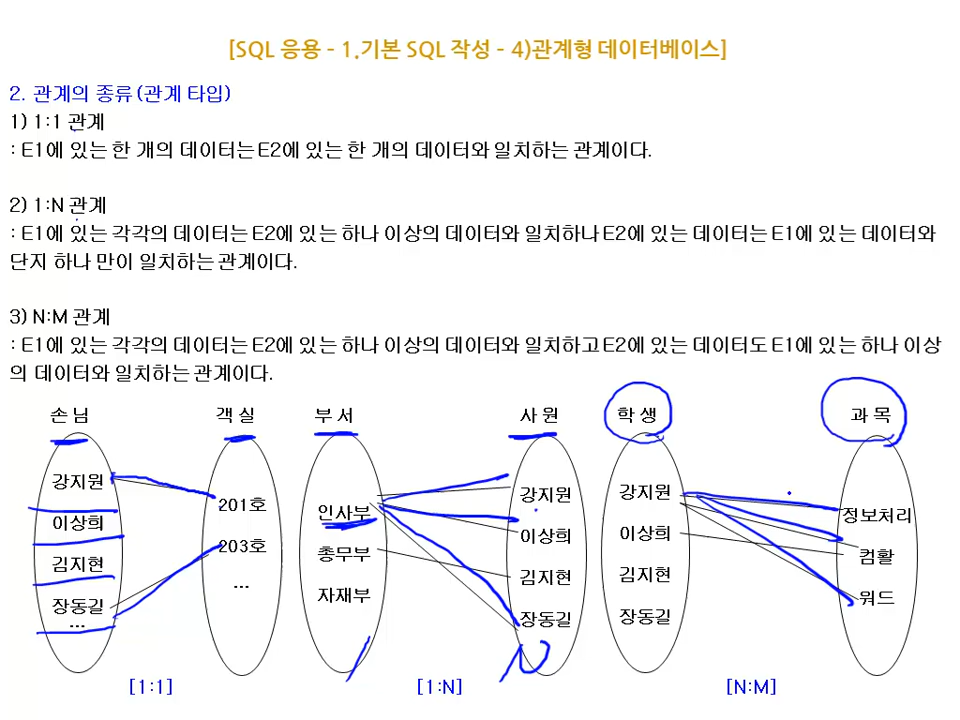 [SQL 응용 - 1.기본 SQL 작성 - 4)관계형 데이터베이스]
2. 관계의 종류(관계 타입)
1) 1:1 관계
: E1에 있는 한 개의 데이터는 E2에 있는 한 개의 데이터와 일치하는 관계이다.
2) 1:N 관계
: E1에 있는 각각의 데이터는 E2에 있는 하나 이상의 데이터와 일치하나 E2에 있는 데이터는 E1에 있는 데이터와
단지 하나 만이 일치하는 관계이다.
3) N:M 관계
: E1에 있는 각각의 데이터는 E2에 있는 하나 이상의 데이터와 일치하고 E2에 있는 데이터도 E1에 있는 하나 이상
의 데이터와 일치하는 관계이다.
손님 객실 부서 사원 학생 과목
강지원
이상희
김지현
장동길
...
201호
203호
...
인사부
총무부
자재부
1
강지원
이상희
김지현
장동길
N
강지원
이상희
김지현
장동길
정보처리
컴활
워드
[1:1] [1:N] [N:M]